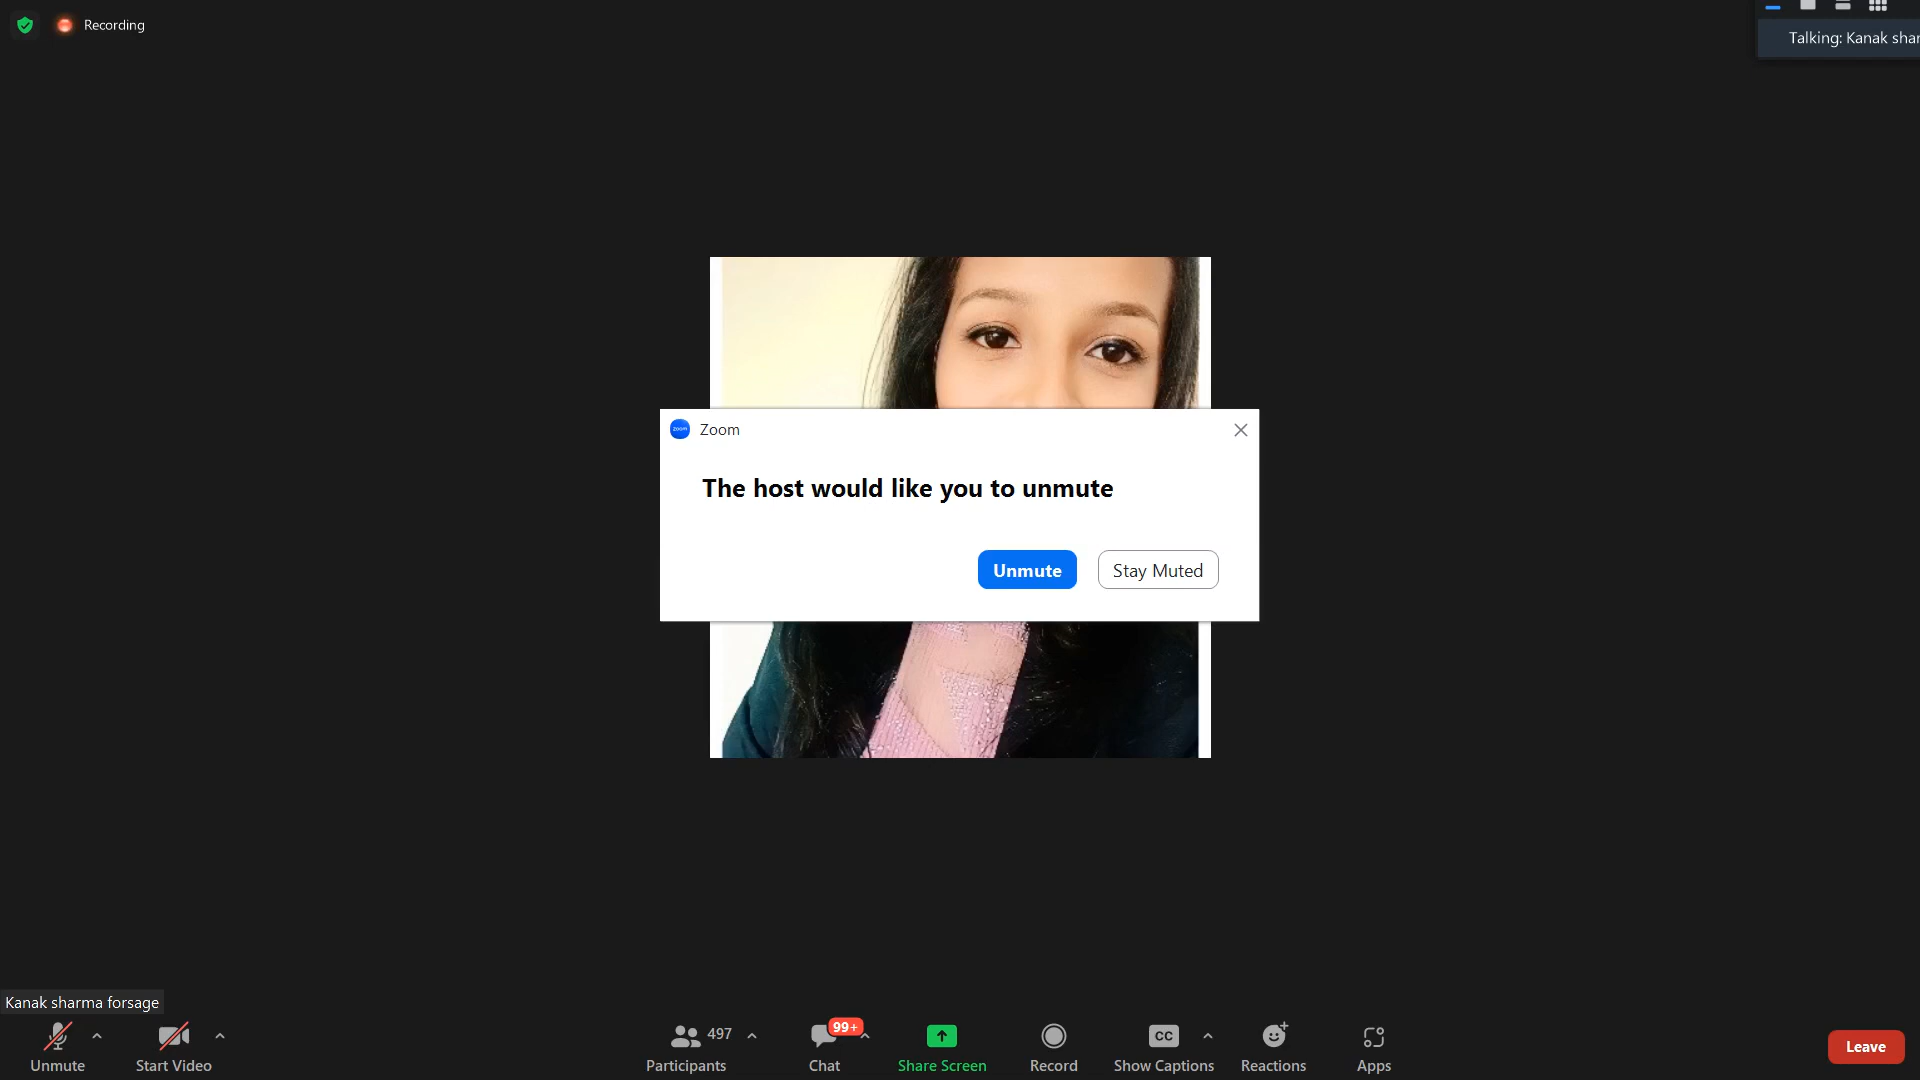 Recording
Talking: Kanak shar
zoom
Zoom
The host would like you to unmute
Unmute
Stay Muted
Kanak sharma forsage
497
99+
CC
Unmute
Start Video
Participants
Chat
Share Screen
Record
Show Captions
Reactions
Apps
Leave